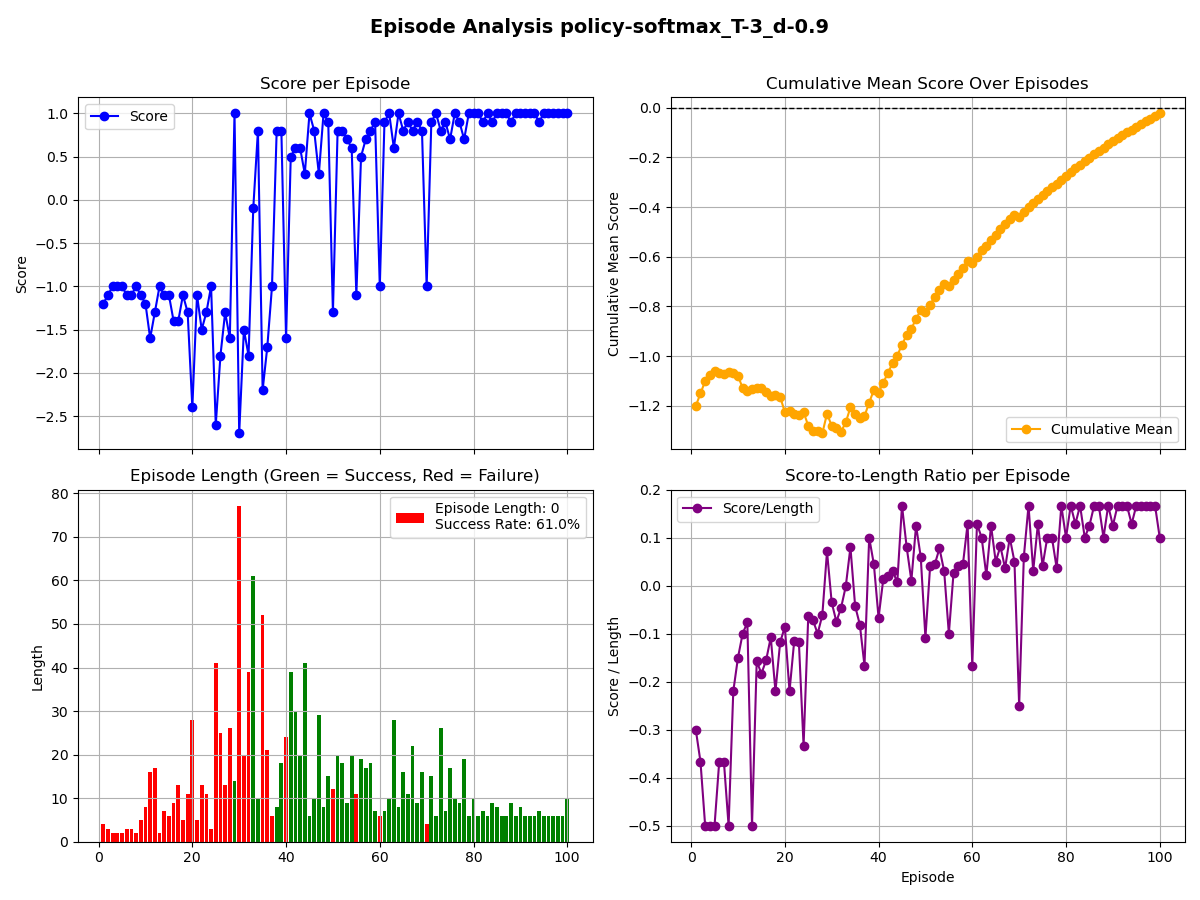 Episode Analysis policy-softmax_T-3_d-0.9
Score per Episode
Score
1.0
0.5
0.0
−0.5
−1.0
−1.5
−2.0
−2.5
Score
Cumulative Mean Score Over Episodes
0.0
−0.2
−0.4
−0.6
−0.8
−1.0
−1.2
Cumulative Mean Score
Cumulative Mean
Episode Length (Green = Success, Red = Failure)
Episode Length: 0
Success Rate: 61.0%
80
70
60
50
40
30
20
10
0
Length
0 20 40 60 80 100
Score-to-Length Ratio per Episode
Score/Length
0.2
0.1
0.0
−0.1
−0.2
−0.3
−0.4
−0.5
Score / Length
0 20 40 60 80 100
Episode